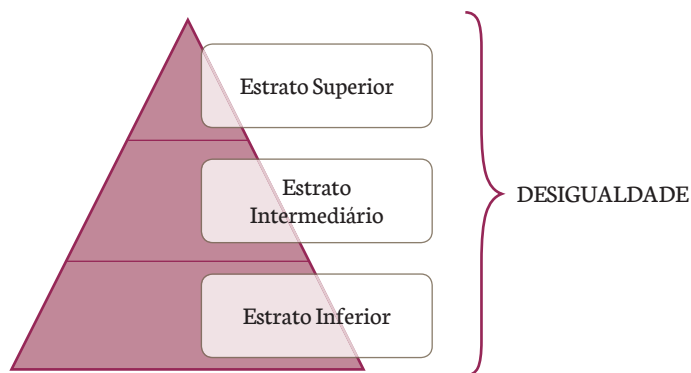 Estrato Superior
Estrato
Intermediário
DESIGUALDADE
Estrato Inferior